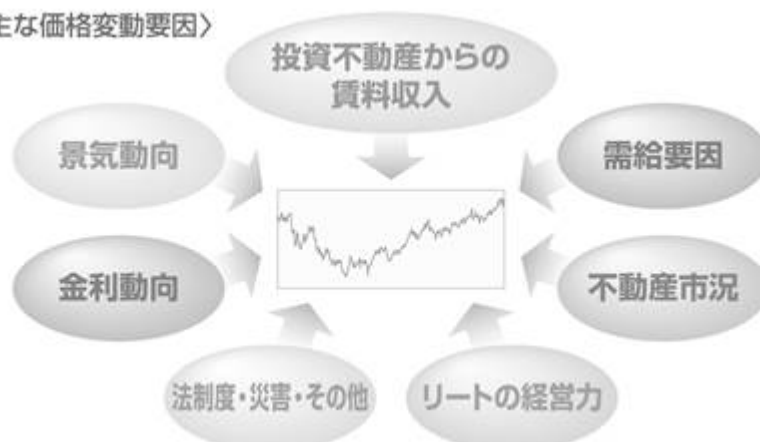 主な価格変動要因〉
投資不動産からの
賃料収入
景気動向
需給要因
金利動向
不動産市況
法制度・災害・その他
リートの経営力